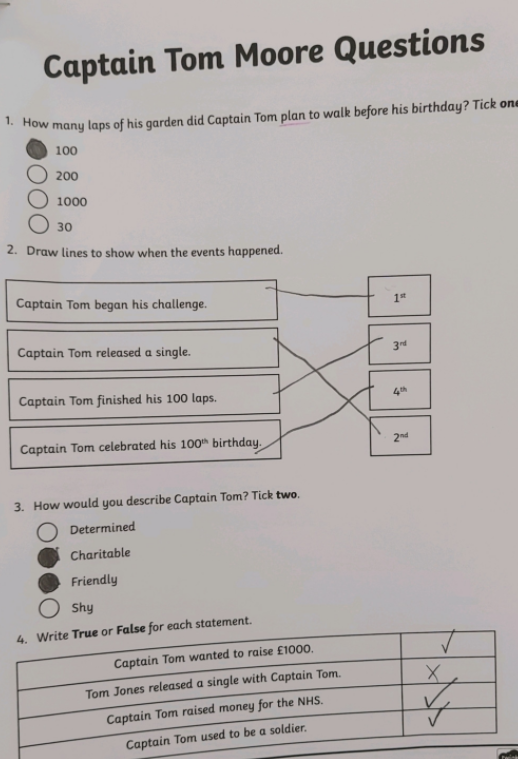 Captain Tom Moore Questions
1. How many laps of his garden did Captain Tom plan to walk before his birthday? Tick one
100
200
1000
30
2. Draw lines to show when the events happened.
Captain Tom began his challenge. 1st
Captain Tom released a single. 3rd
Captain Tom finished his 100 laps. 4th
Captain Tom celebrated his 100th birthday. 2nd
3. How would you describe Captain Tom? Tick two.
Determined
Charitable
Friendly
Shy
4. Write True or False for each statement.
Captain Tom wanted to raise £1000. ✓
Tom Jones released a single with Captain Tom. X
Captain Tom raised money for the NHS. ✓
Captain Tom used to be a soldier. ✓